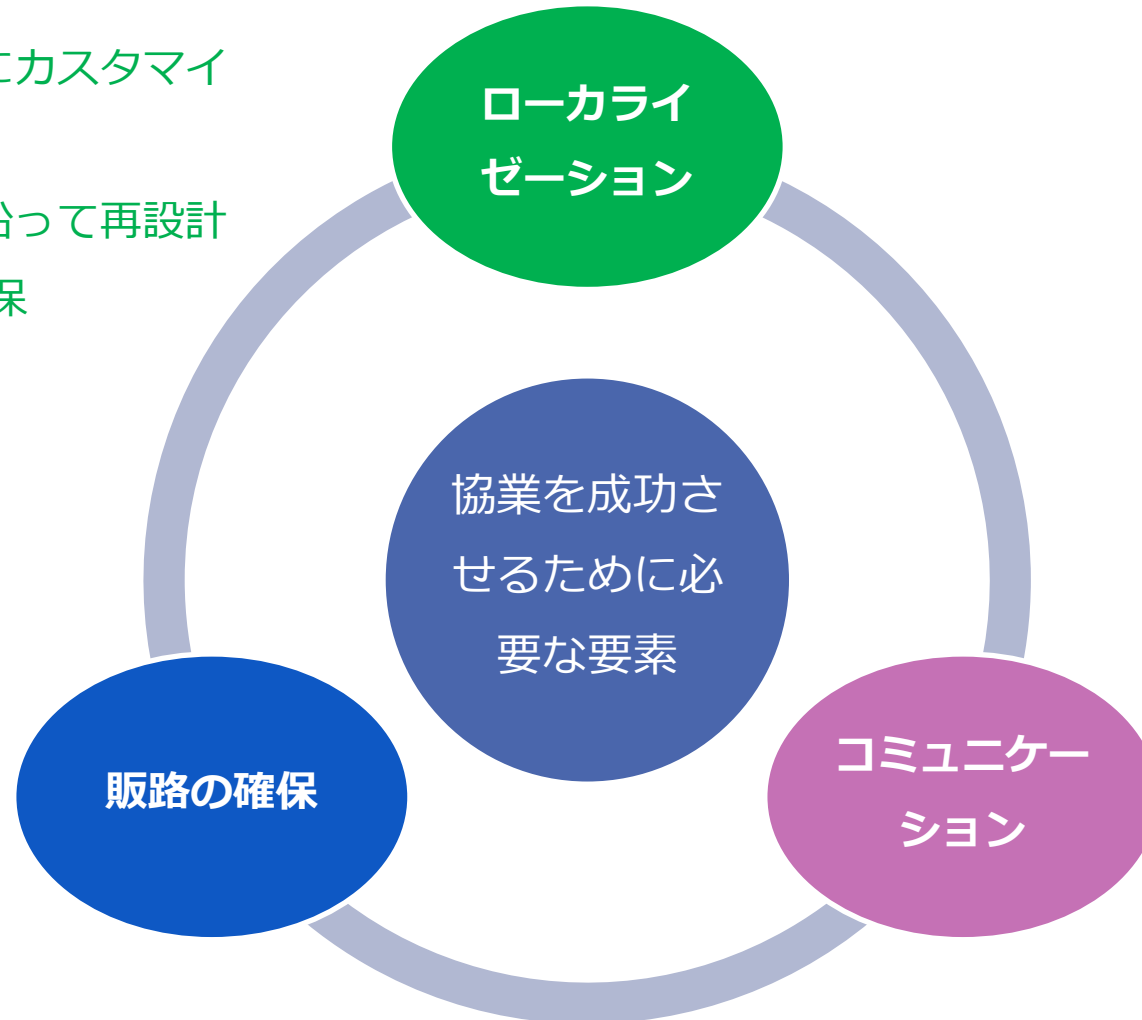 にカスタマイ
沿って再設計
保
ローカライ
ゼーション
協業を成功さ
せるために必
要な要素
販路の確保
コミュニケー
ション